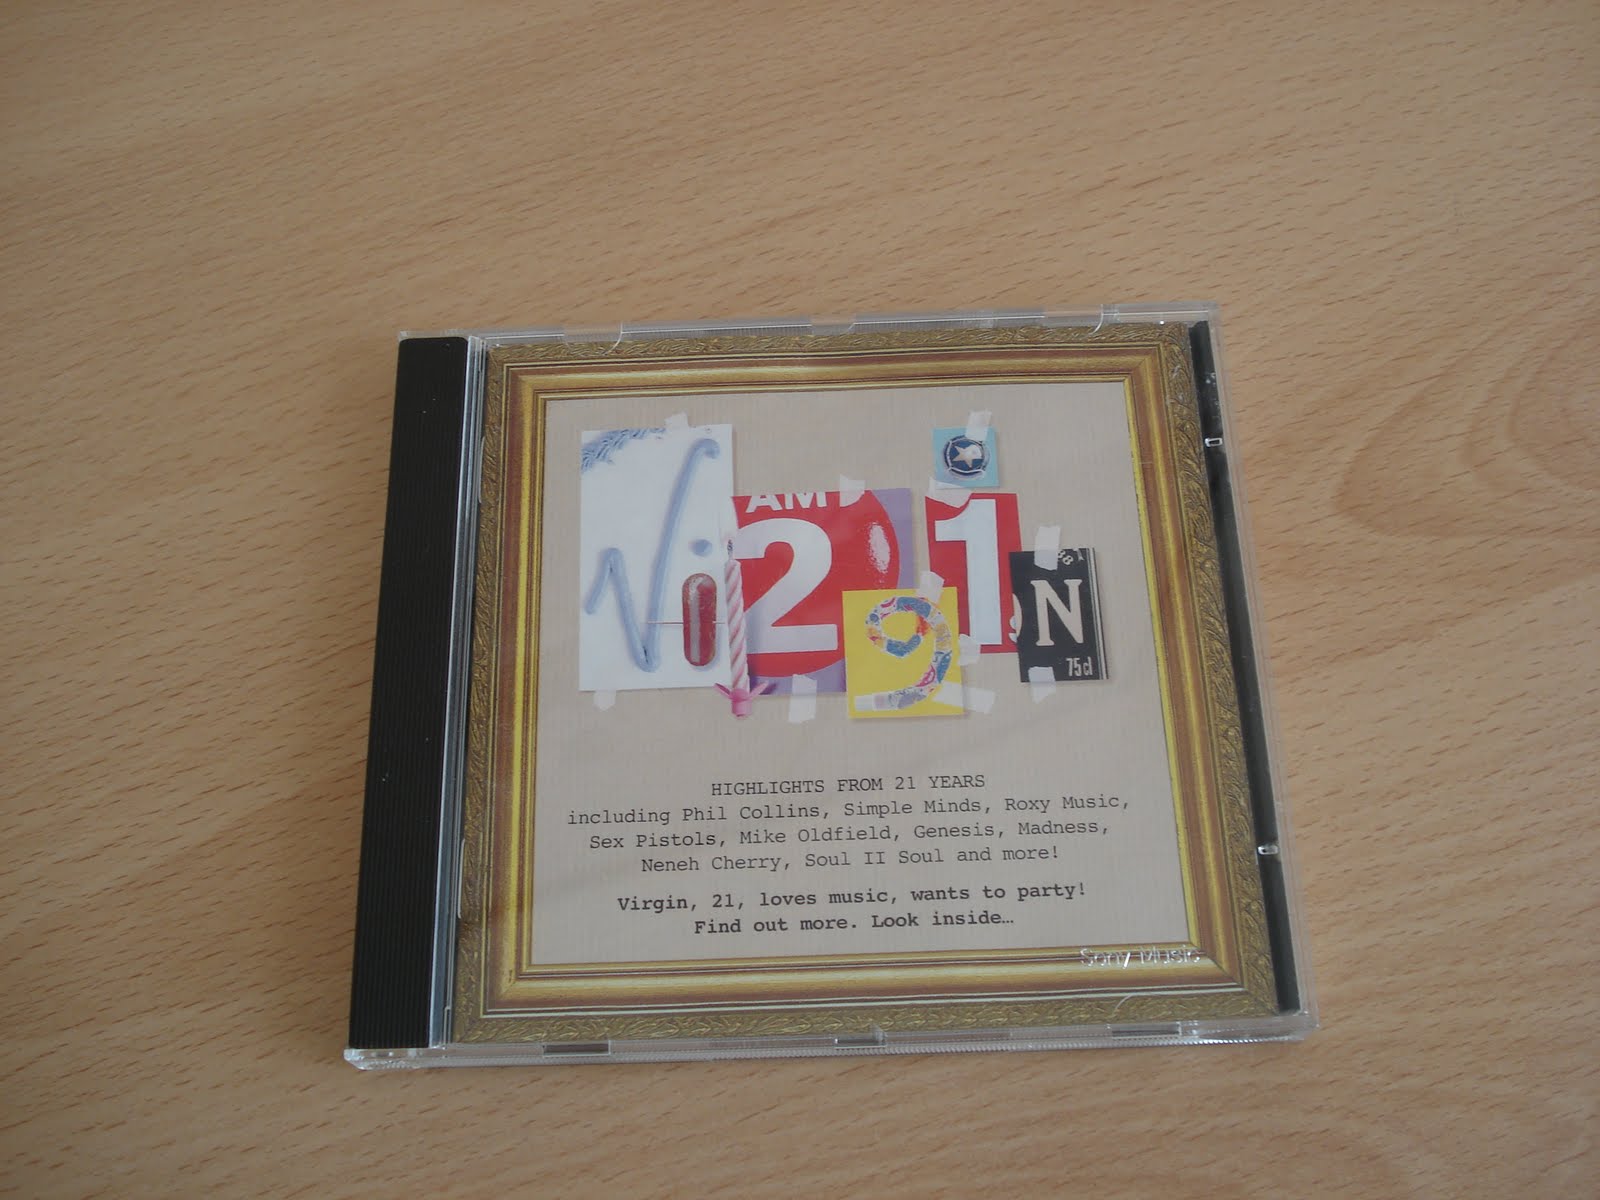 Vi
AM
2
1
9
N
75cl
HIGHLIGHTS FROM 21 YEARS
including Phil Collins, Simple Minds, Roxy Music,
Sex Pistols, Mike Oldfield, Genesis, Madness,
Neneh Cherry, Soul II Soul and more!
Virgin, 21, loves music, wants to party!
Find out more. Look inside…
Sony Music